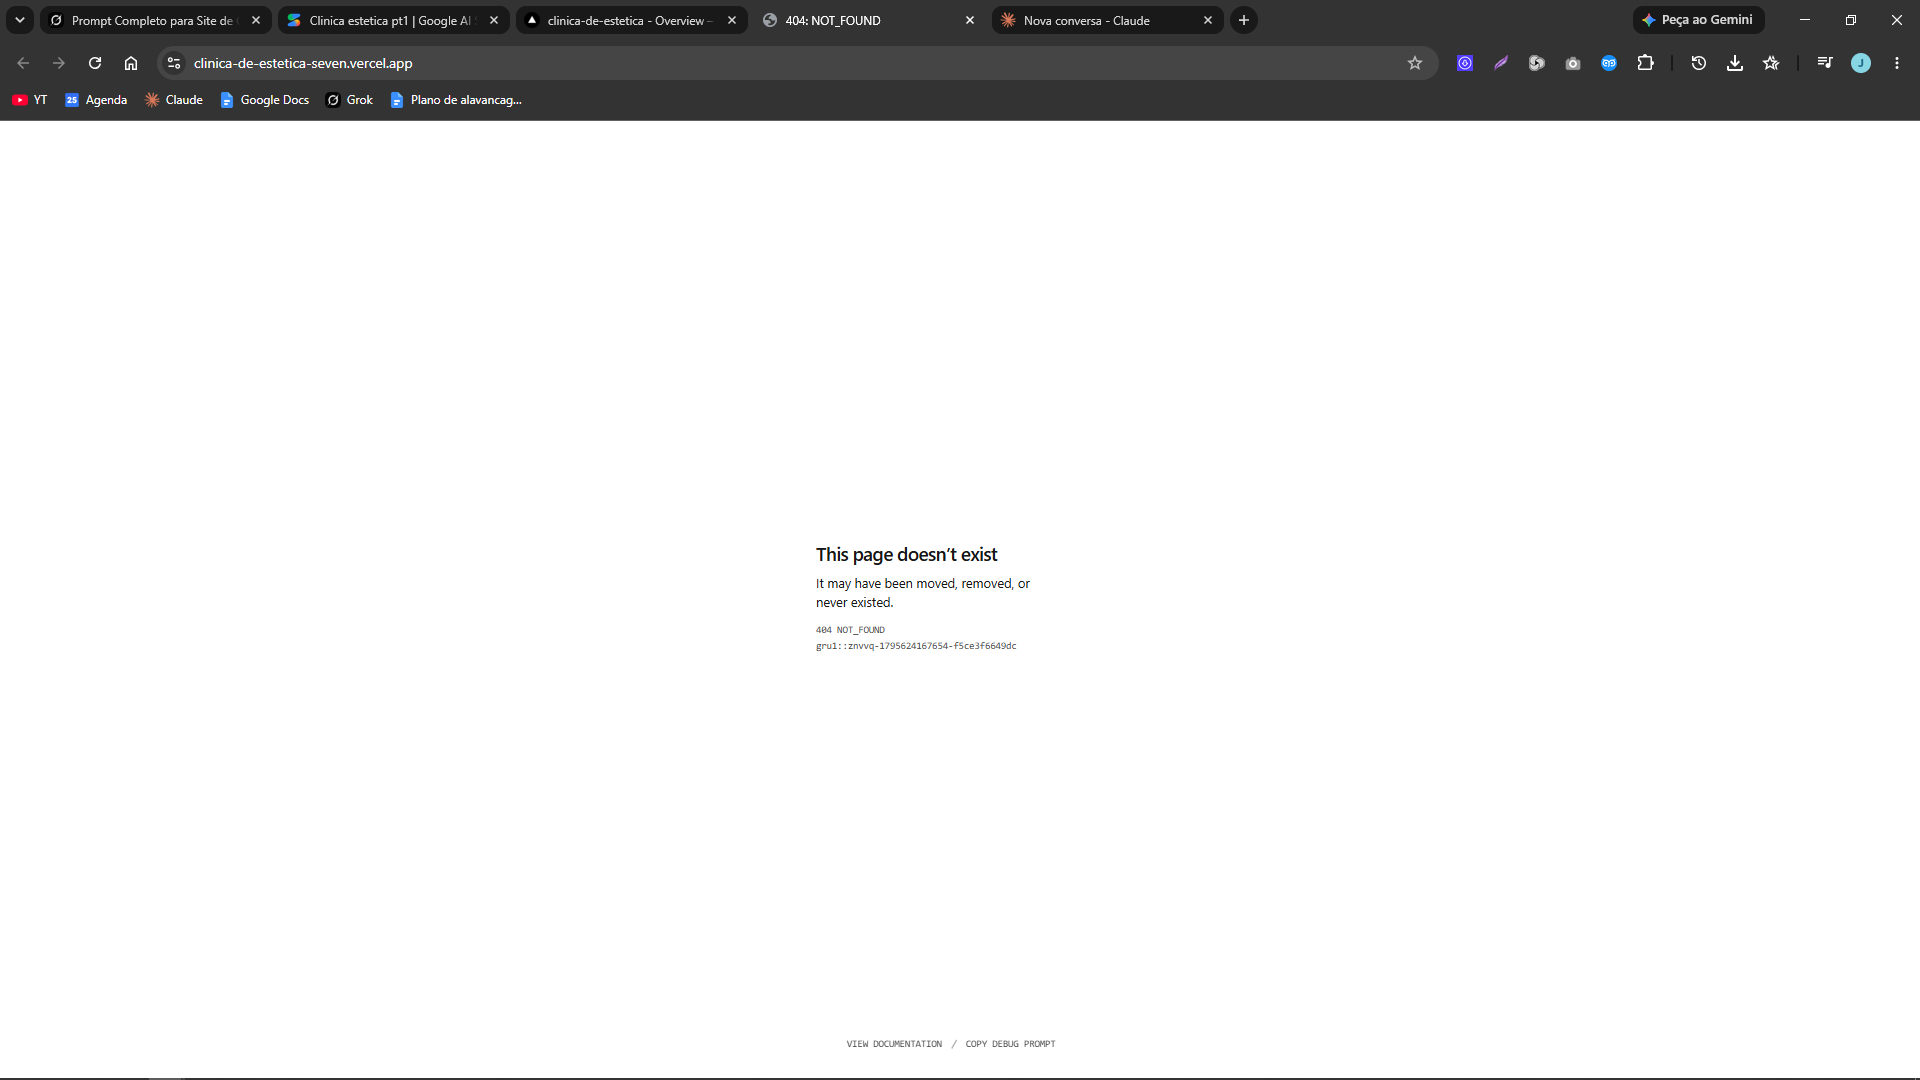 Prompt Completo para Site de
Clinica estetica pt1 | Google AI
clinica-de-estetica - Overview -
404: NOT_FOUND
Nova conversa - Claude
Peça ao Gemini
clinica-de-estetica-seven.vercel.app
J
YT
25 Agenda
Claude
Google Docs
Grok
Plano de alavancag...
This page doesn’t exist
It may have been moved, removed, or
never existed.
404 NOT_FOUND
gru1::znvvq-1795624167654-f5ce3f6649dc
VIEW DOCUMENTATION / COPY DEBUG PROMPT